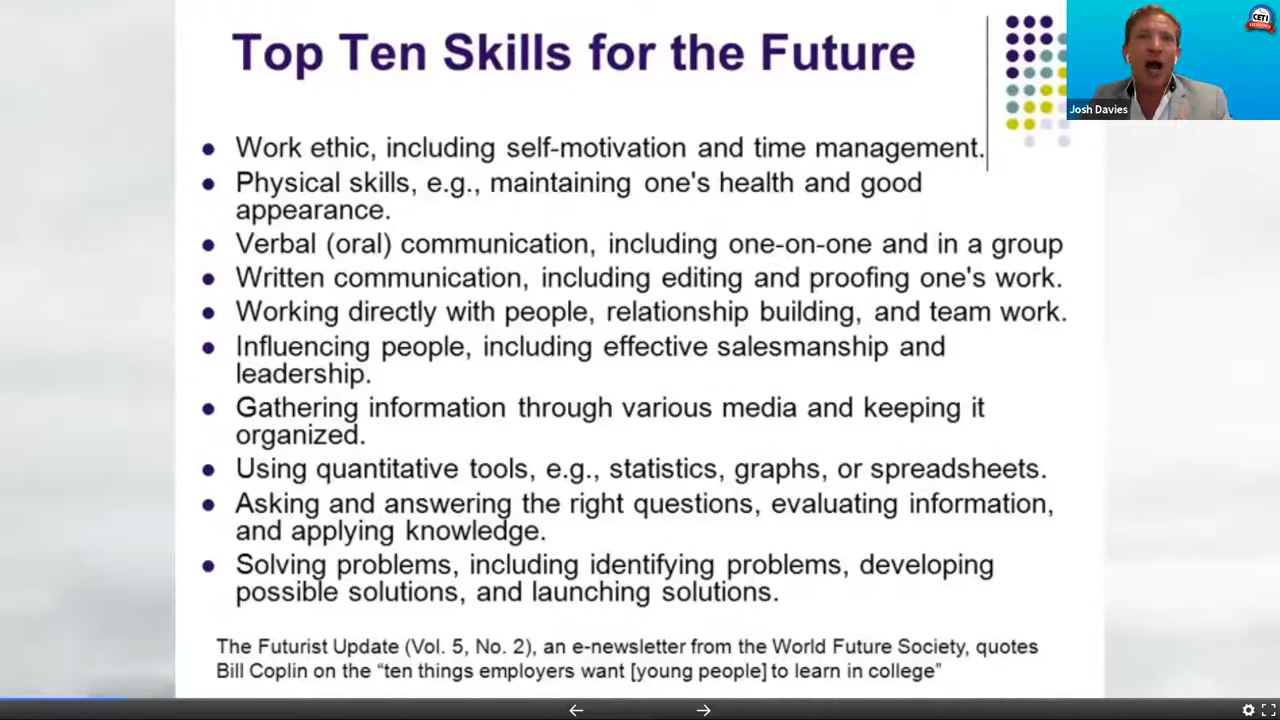 Top Ten Skills for the Future
Work ethic, including self-motivation and time management.
Physical skills, e.g., maintaining one's health and good
appearance.
Verbal (oral) communication, including one-on-one and in a group
Written communication, including editing and proofing one's work.
Working directly with people, relationship building, and team work.
Influencing people, including effective salesmanship and
leadership.
Gathering information through various media and keeping it
organized.
Using quantitative tools, e.g., statistics, graphs, or spreadsheets.
Asking and answering the right questions, evaluating information,
and applying knowledge.
Solving problems, including identifying problems, developing
possible solutions, and launching solutions.
The Futurist Update (Vol. 5, No. 2), an e-newsletter from the World Future Society, quotes
Bill Coplin on the “ten things employers want [young people] to learn in college”
Josh Davies